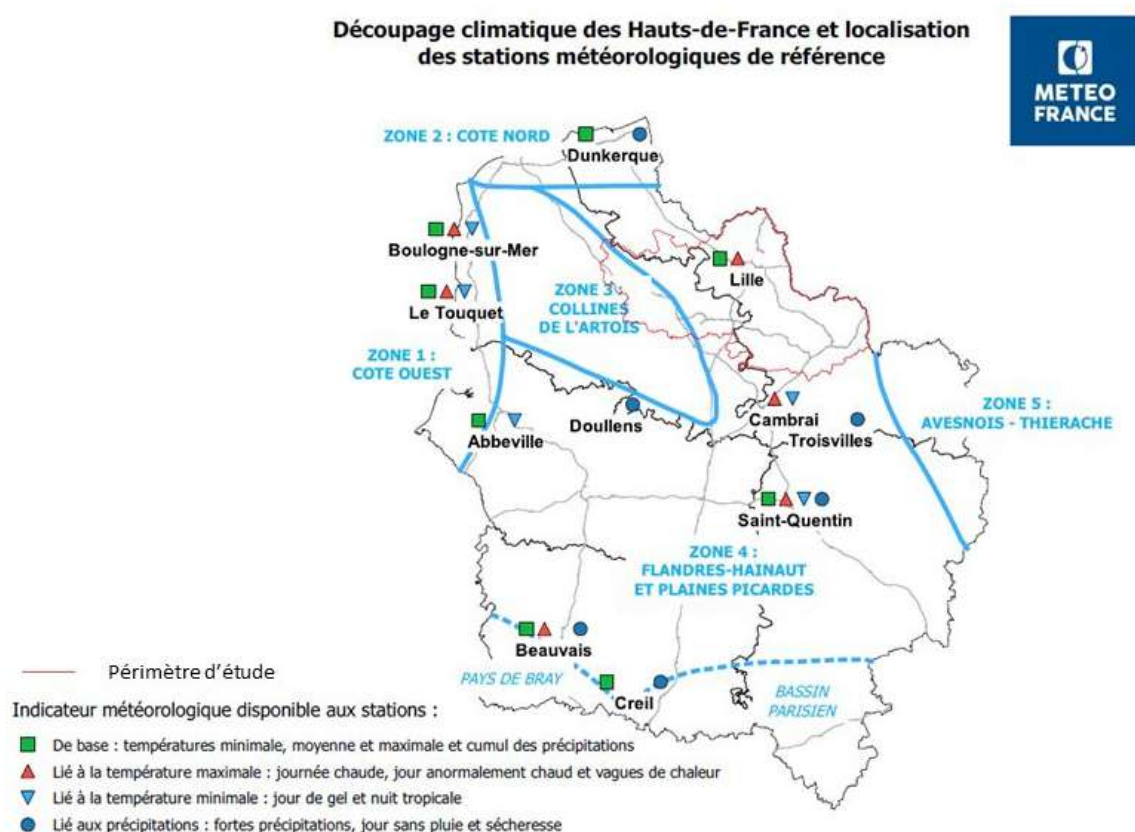 Découpage climatique des Hauts-de-France et localisation
des stations météorologiques de référence
METEO
FRANCE
ZONE 2 : COTE NORD
Dunkerque
Boulogne-sur-Mer
Lille
Le Touquet
ZONE 3 :
COLLINES
DE L'ARTOIS
ZONE 1 :
COTE OUEST
Abbeville
Doullens
Cambrai
Troisvilles
ZONE 5 :
AVESNOIS - THIERACHE
Saint-Quentin
ZONE 4 :
FLANDRES-HAINAUT
ET PLAINES PICARDES
Beauvais
PAYS DE BRAY
Creil
BASSIN
PARISIEN
Périmètre d'étude
Indicateur météorologique disponible aux stations :
De base : températures minimale, moyenne et maximale et cumul des précipitations
Lié à la température maximale : journée chaude, jour anormalement chaud et vagues de chaleur
Lié à la température minimale : jour de gel et nuit tropicale
Lié aux précipitations : fortes précipitations, jour sans pluie et sécheresse